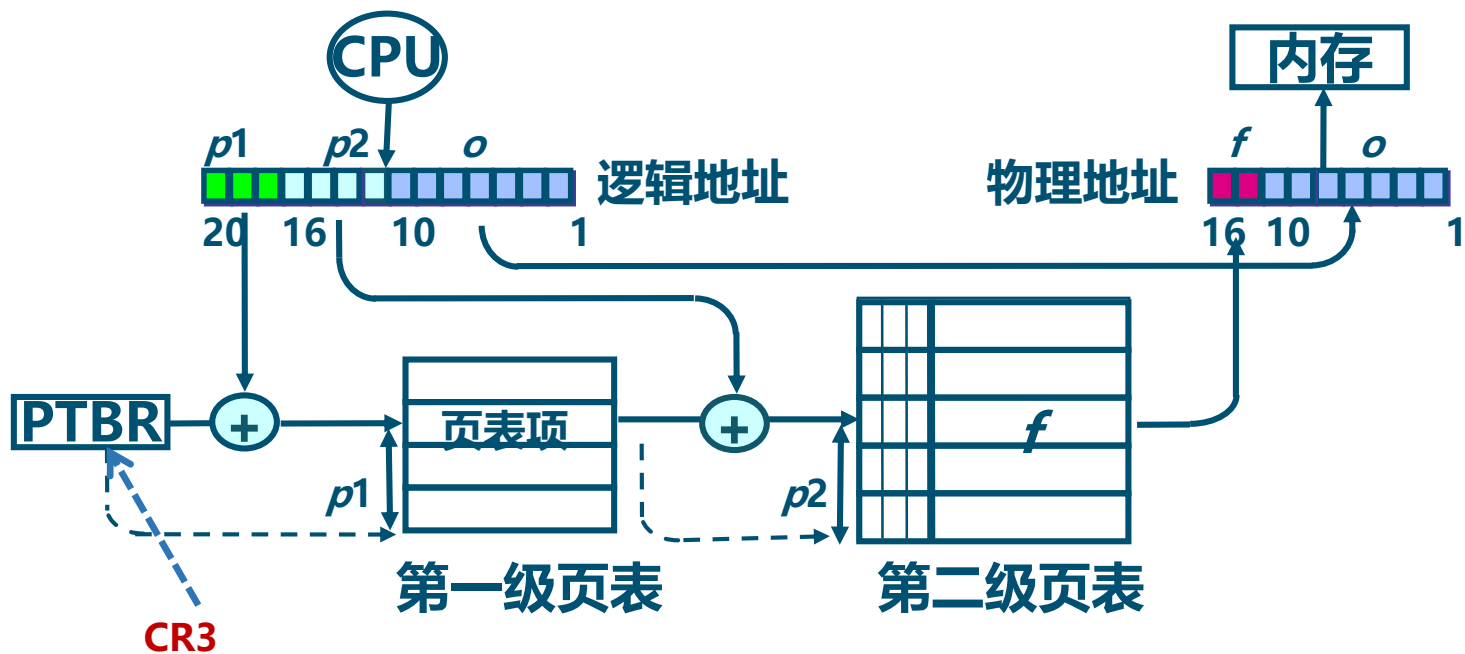 CPU
内存
p1 p2 o
f o
逻辑地址
物理地址
20 16 10 1
16 10 1
PTBR
+
页表项
+
f
p1
p2
第一级页表
第二级页表
CR3